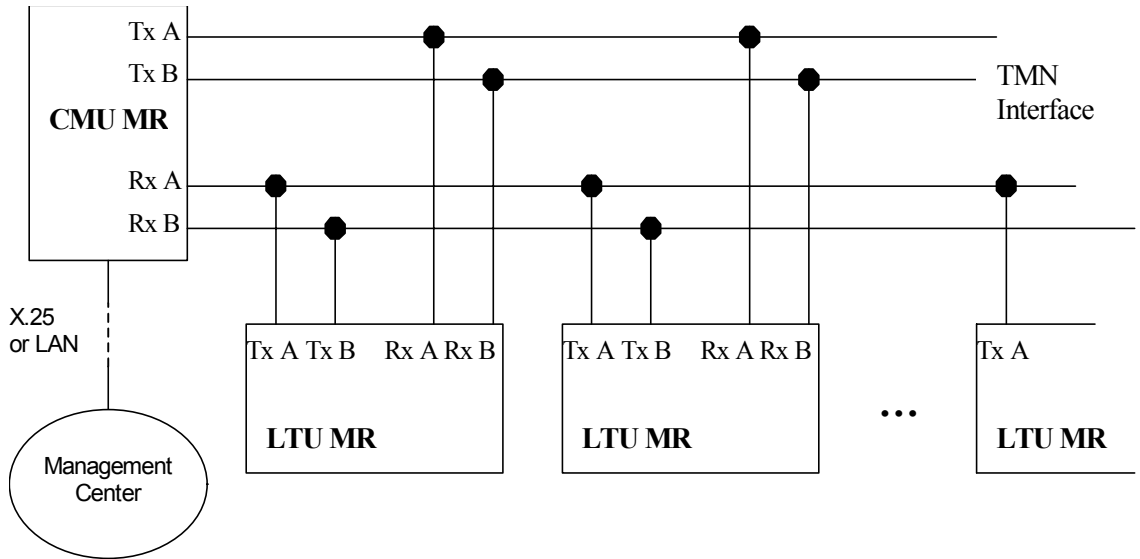 Tx A
Tx B
TMN
Interface
CMU MR
Rx A
Rx B
X.25
or LAN
Tx A Tx B Rx A Rx B
LTU MR
Tx A Tx B Rx A Rx B
LTU MR
...
Tx A
LTU MR
Management
Center